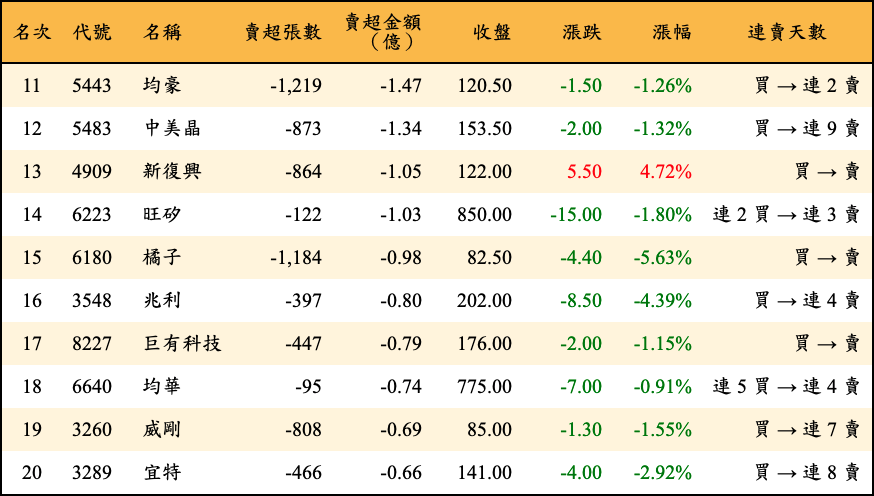 名次 代號 名稱 賣超張數 賣超金額（億） 收盤 漲跌 漲幅 連賣天數
11 5443 均豪 -1,219 -1.47 120.50 -1.50 -1.26% 買 → 連 2 賣
12 5483 中美晶 -873 -1.34 153.50 -2.00 -1.32% 買 → 連 9 賣
13 4909 新復興 -864 -1.05 122.00 5.50 4.72% 買 → 賣
14 6223 旺矽 -122 -1.03 850.00 -15.00 -1.80% 連 2 買 → 連 3 賣
15 6180 橘子 -1,184 -0.98 82.50 -4.40 -5.63% 買 → 賣
16 3548 兆利 -397 -0.80 202.00 -8.50 -4.39% 買 → 連 4 賣
17 8227 巨有科技 -447 -0.79 176.00 -2.00 -1.15% 買 → 賣
18 6640 均華 -95 -0.74 775.00 -7.00 -0.91% 連 5 買 → 連 4 賣
19 3260 威剛 -808 -0.69 85.00 -1.30 -1.55% 買 → 連 7 賣
20 3289 宜特 -466 -0.66 141.00 -4.00 -2.92% 買 → 連 8 賣